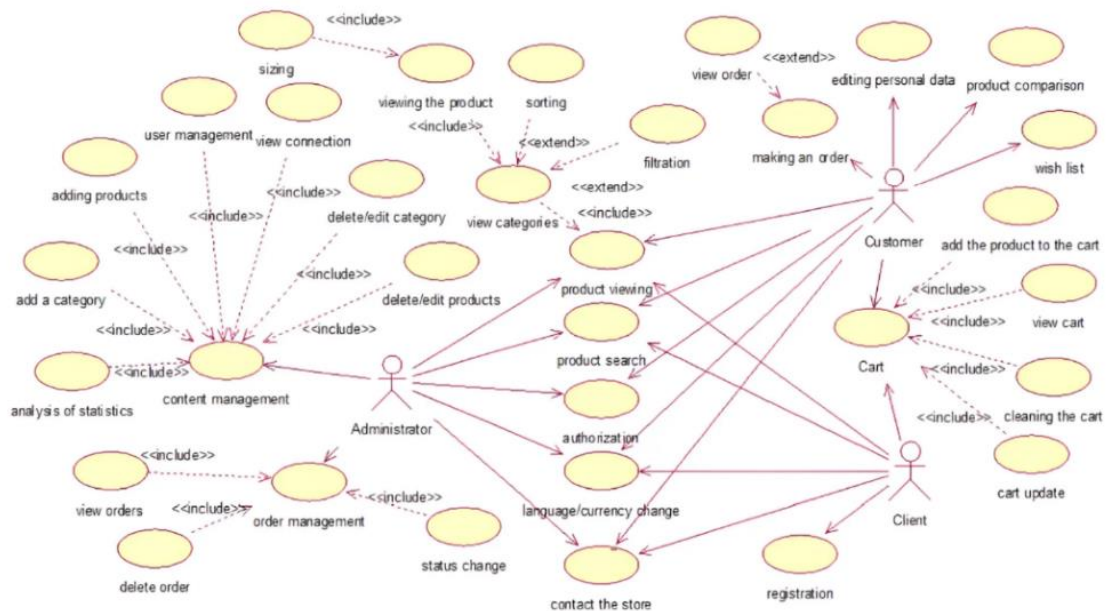 <<include>>
sizing
viewing the product
<<include>>
sorting
<<extend>>
filtration
view order
<<extend>>
making an order
editing personal data
product comparison
wish list
user management
view connection
adding products
<<include>>
<<include>>
<<include>>
delete/edit category
<<include>>
add a category
<<include>>
delete/edit products
<<include>>
<<include>>
analysis of statistics
content management
view categories
<<extend>>
<<include>>
product viewing
product search
authorization
language/currency change
contact the store
Administrator
Customer
add the product to the cart
<<include>>
<<include>>
view cart
Cart
<<include>>
cleaning the cart
<<include>>
cart update
Client
registration
<<include>>
view orders
<<include>>
order management
<<include>>
status change
delete order